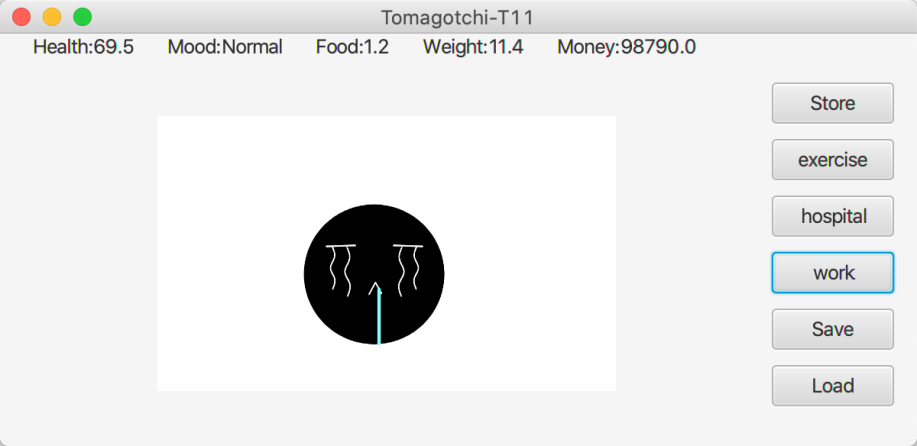 Tomagotchi-T11
Health:69.5 Mood:Normal Food:1.2 Weight:11.4 Money:98790.0
Store
exercise
hospital
work
Save
Load